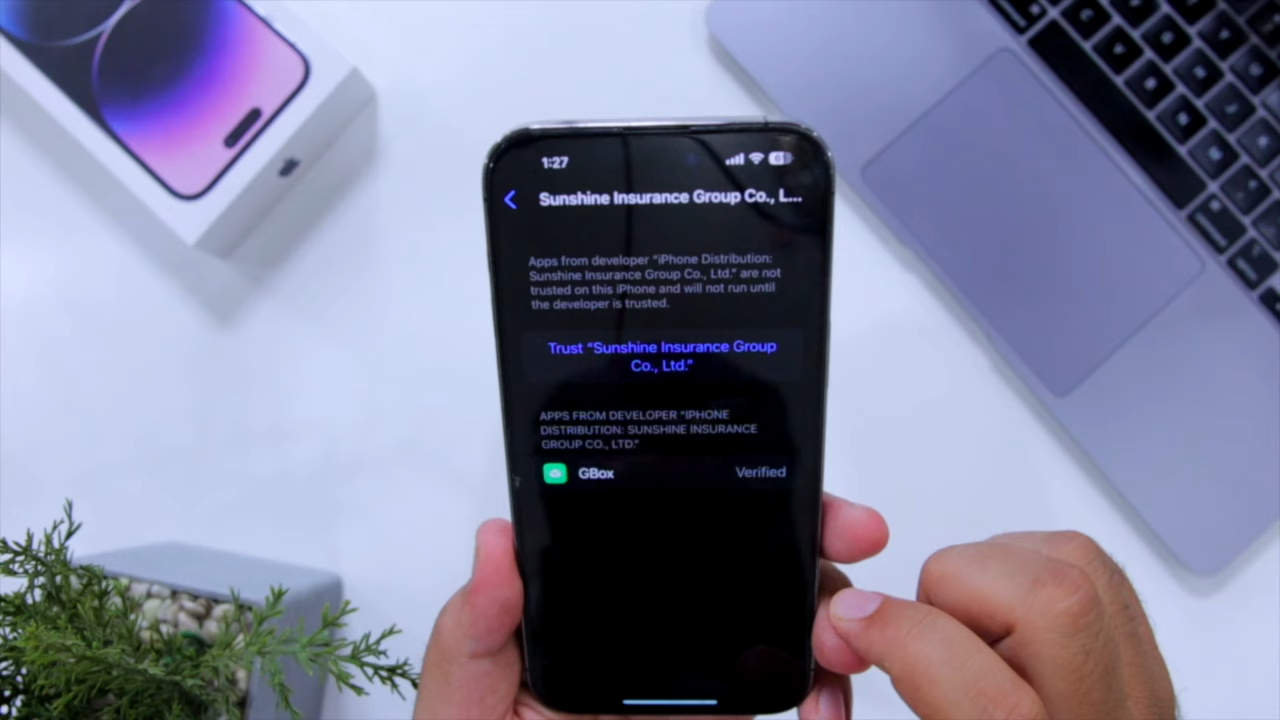 1:27
Sunshine Insurance Group Co., L...
Apps from developer “iPhone Distribution:
Sunshine Insurance Group Co., Ltd.” are not
trusted on this iPhone and will not run until
the developer is trusted.
Trust “Sunshine Insurance Group
Co., Ltd.”
APPS FROM DEVELOPER “IPHONE
DISTRIBUTION: SUNSHINE INSURANCE
GROUP CO., LTD.”
GBox Verified